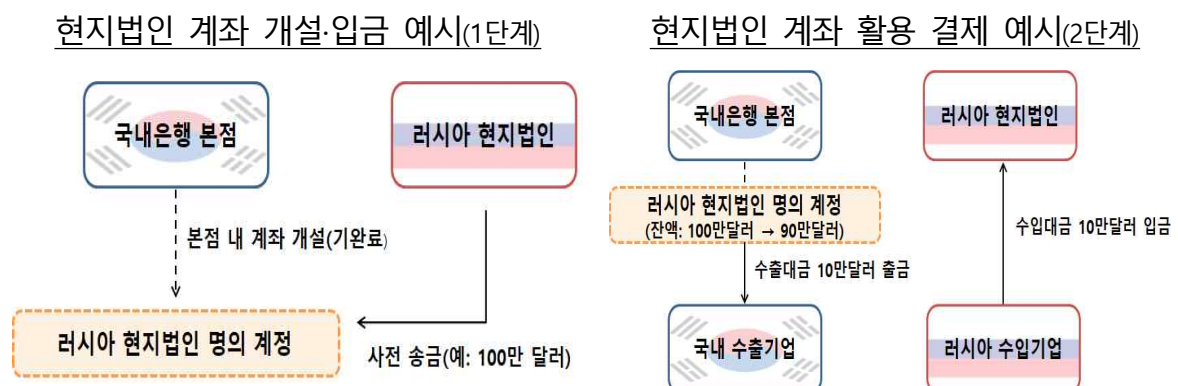 현지법인 계좌 개설·입금 예시(1단계)
국내은행 본점
러시아 현지법인
본점 내 계좌 개설(기완료)
러시아 현지법인 명의 계정
사전 송금(예: 100만 달러)
현지법인 계좌 활용 결제 예시(2단계)
국내은행 본점
러시아 현지법인
러시아 현지법인 명의 계정
(잔액: 100만달러 → 90만달러)
수입대금 10만달러 입금
수출대금 10만달러 출금
국내 수출기업
러시아 수입기업